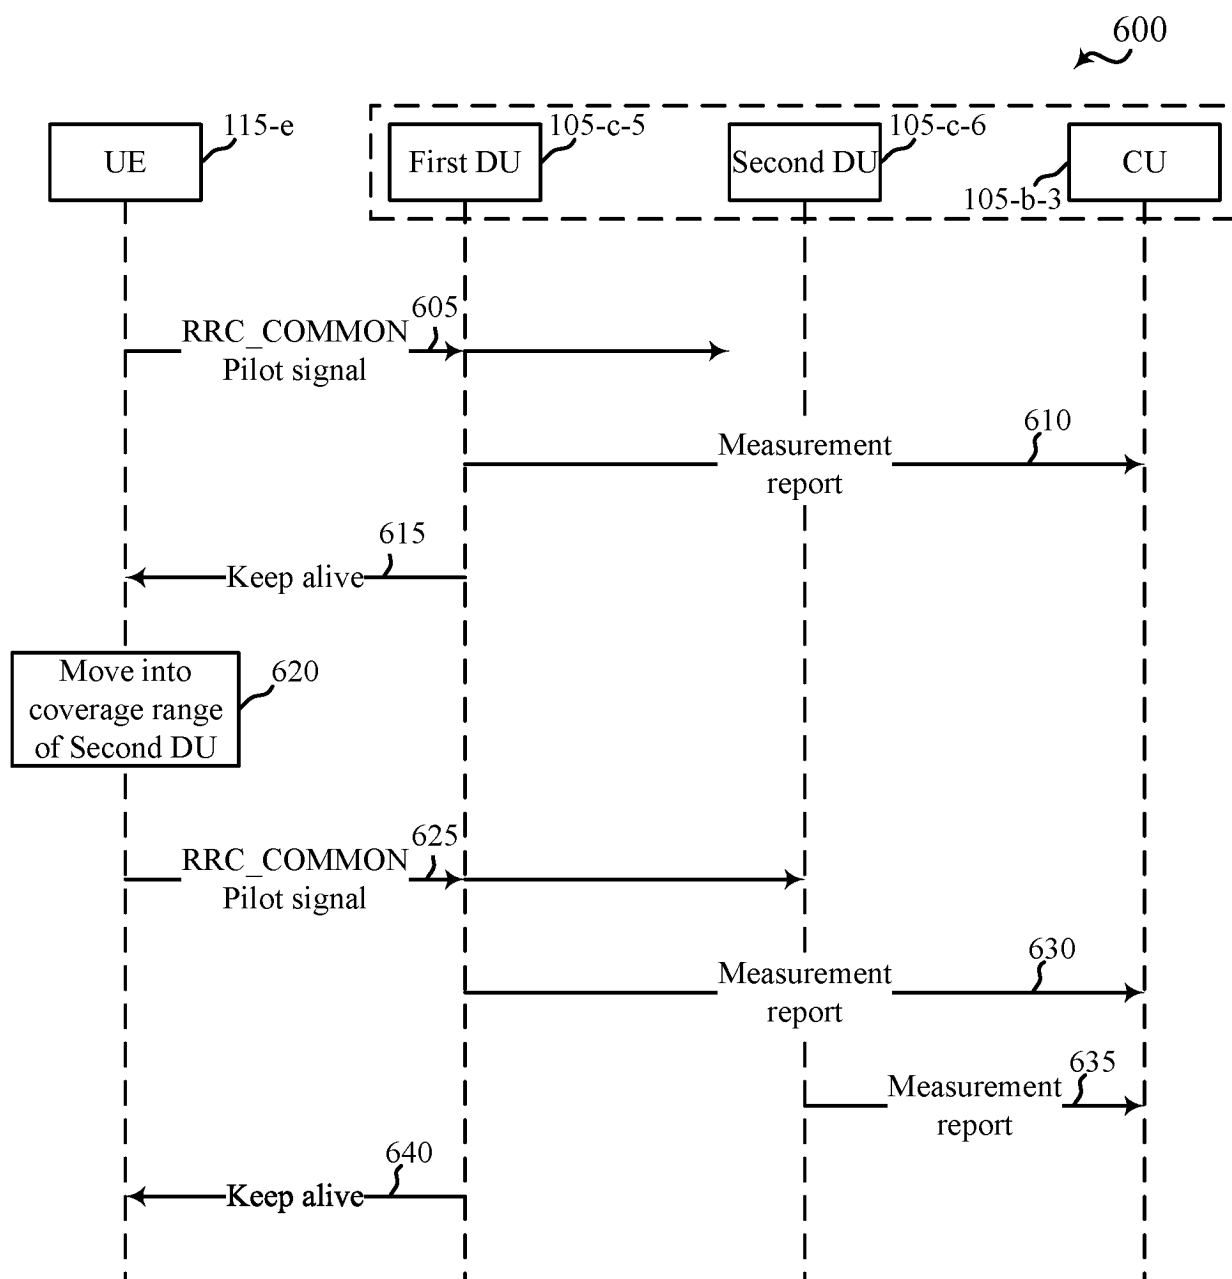 600
115-e
105-c-5
105-c-6
UE
First DU
Second DU
CU
105-b-3
605
RRC_COMMON
Pilot signal
610
Measurement
report
615
Keep alive
Move into
coverage range
of Second DU
620
625
RRC_COMMON
Pilot signal
630
Measurement
report
635
Measurement
report
640
Keep alive